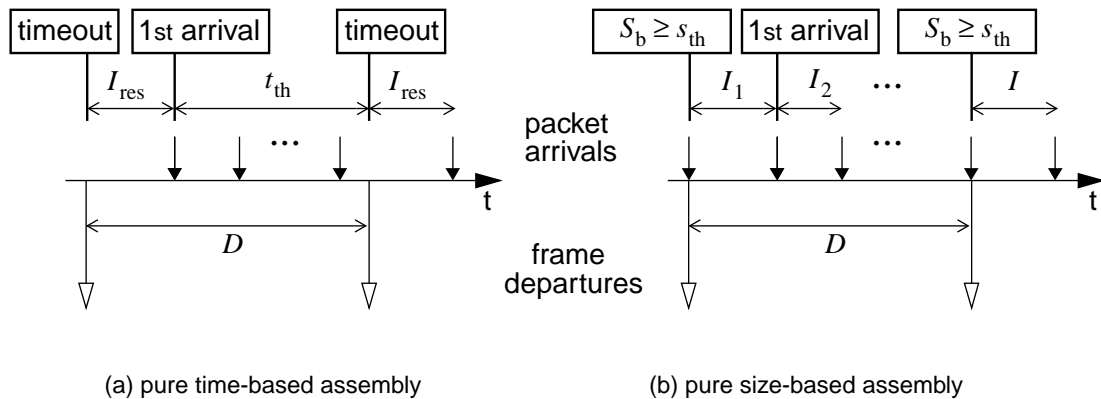 timeout
1st arrival
timeout
S_b ≥ s_th
1st arrival
S_b ≥ s_th
I_res
t_th
I_res
I_1
I_2
...
I
...
packet
arrivals
...
t
t
D
D
frame
departures
(a) pure time-based assembly
(b) pure size-based assembly